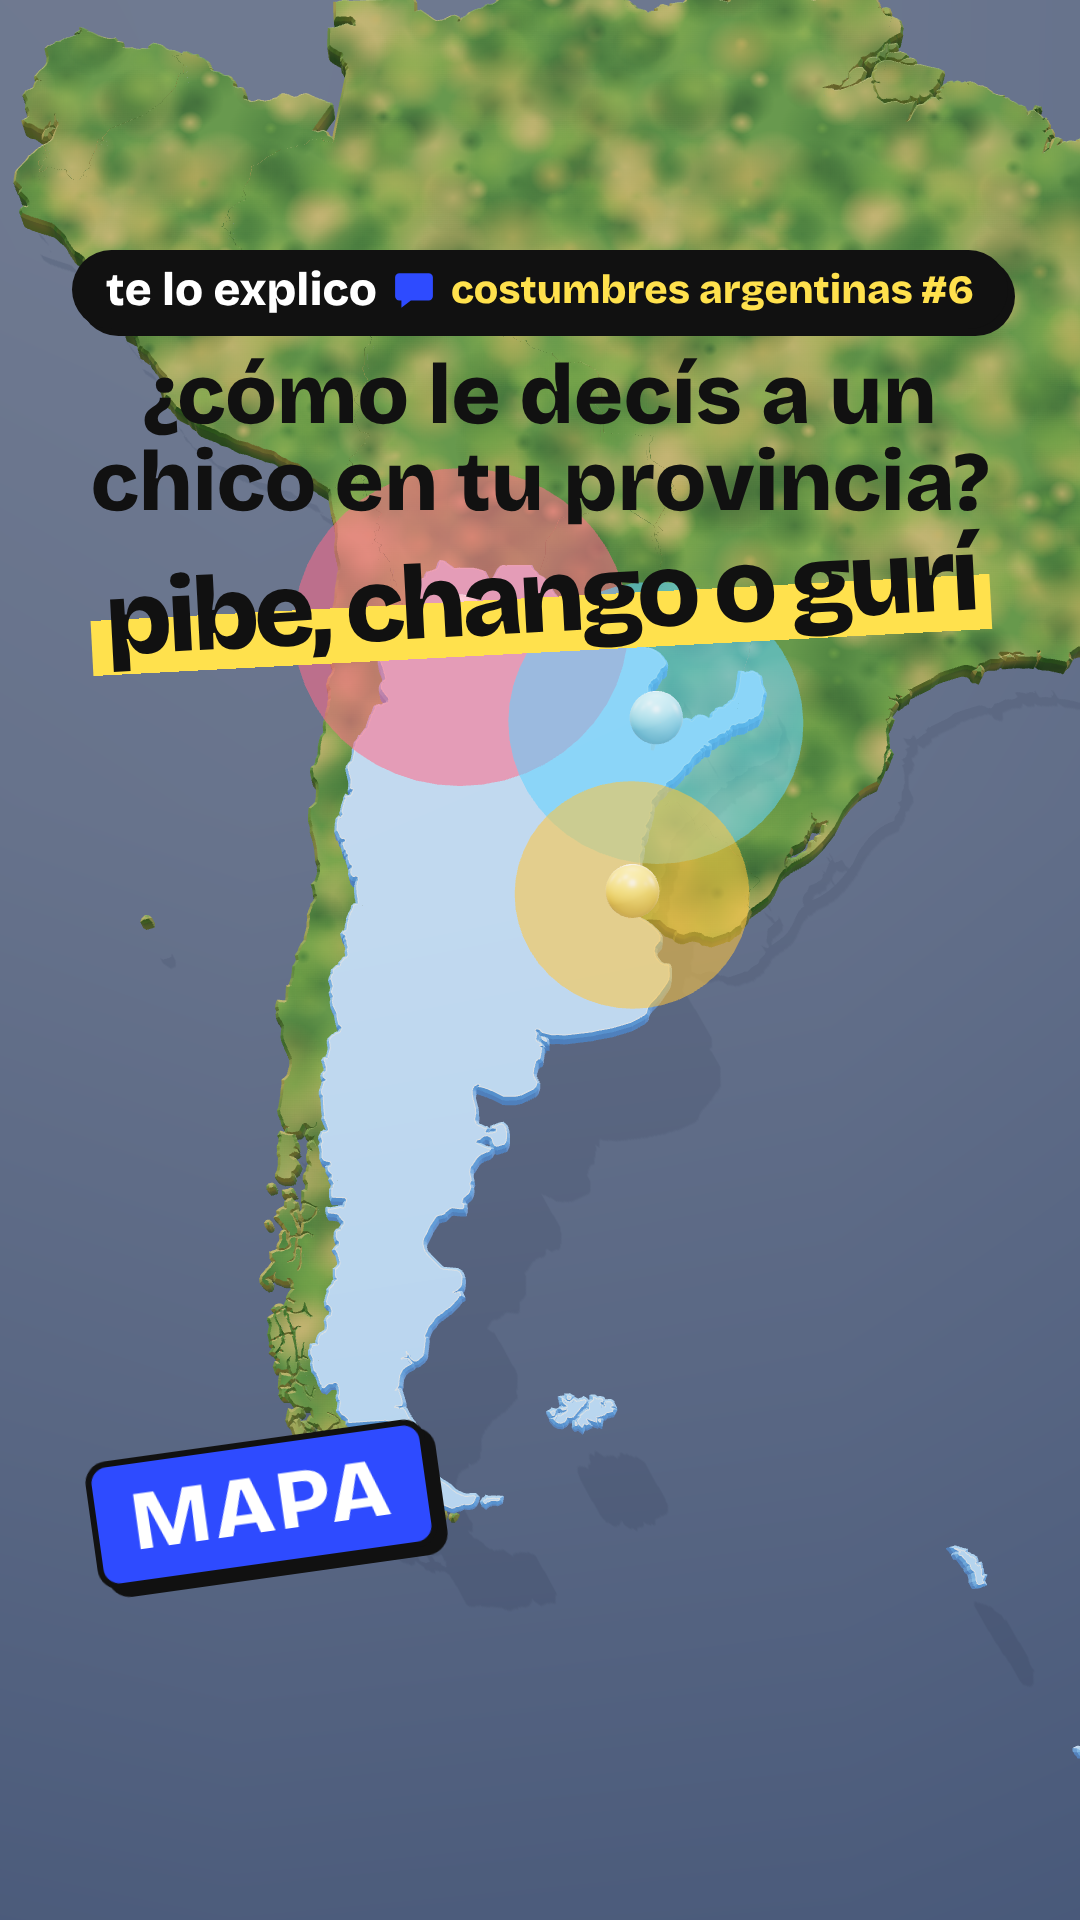 te lo explico costumbres argentinas #6
¿cómo le decís a un
chico en tu provincia?
pibe, chango o gurí
MAPA